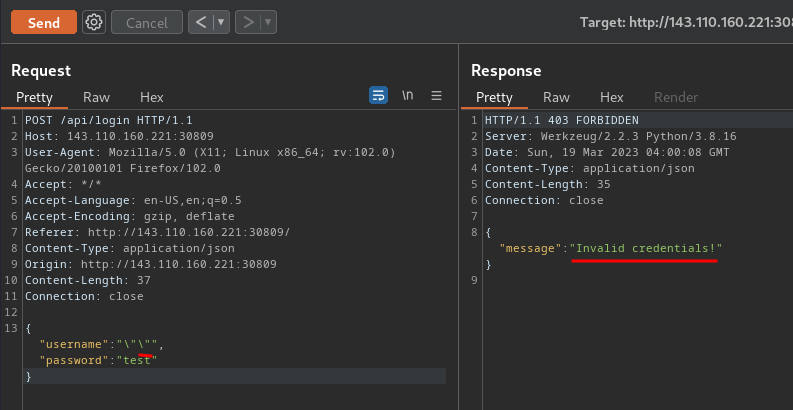 Send
Cancel
<
>
Target: http://143.110.160.221:308
Request
Response
Pretty
Raw
Hex
\n
Pretty
Raw
Hex
Render
1 POST /api/login HTTP/1.1
2 Host: 143.110.160.221:30809
3 User-Agent: Mozilla/5.0 (X11; Linux x86_64; rv:102.0)
Gecko/20100101 Firefox/102.0
4 Accept: */*
5 Accept-Language: en-US,en;q=0.5
6 Accept-Encoding: gzip, deflate
7 Referer: http://143.110.160.221:30809/
8 Content-Type: application/json
9 Origin: http://143.110.160.221:30809
10 Content-Length: 37
11 Connection: close
12
13 {
"username":"\"\"",
"password":"test"
}
1 HTTP/1.1 403 FORBIDDEN
2 Server: Werkzeug/2.2.3 Python/3.8.16
3 Date: Sun, 19 Mar 2023 04:00:08 GMT
4 Content-Type: application/json
5 Content-Length: 35
6 Connection: close
7
8 {
"message":"Invalid credentials!"
}
9